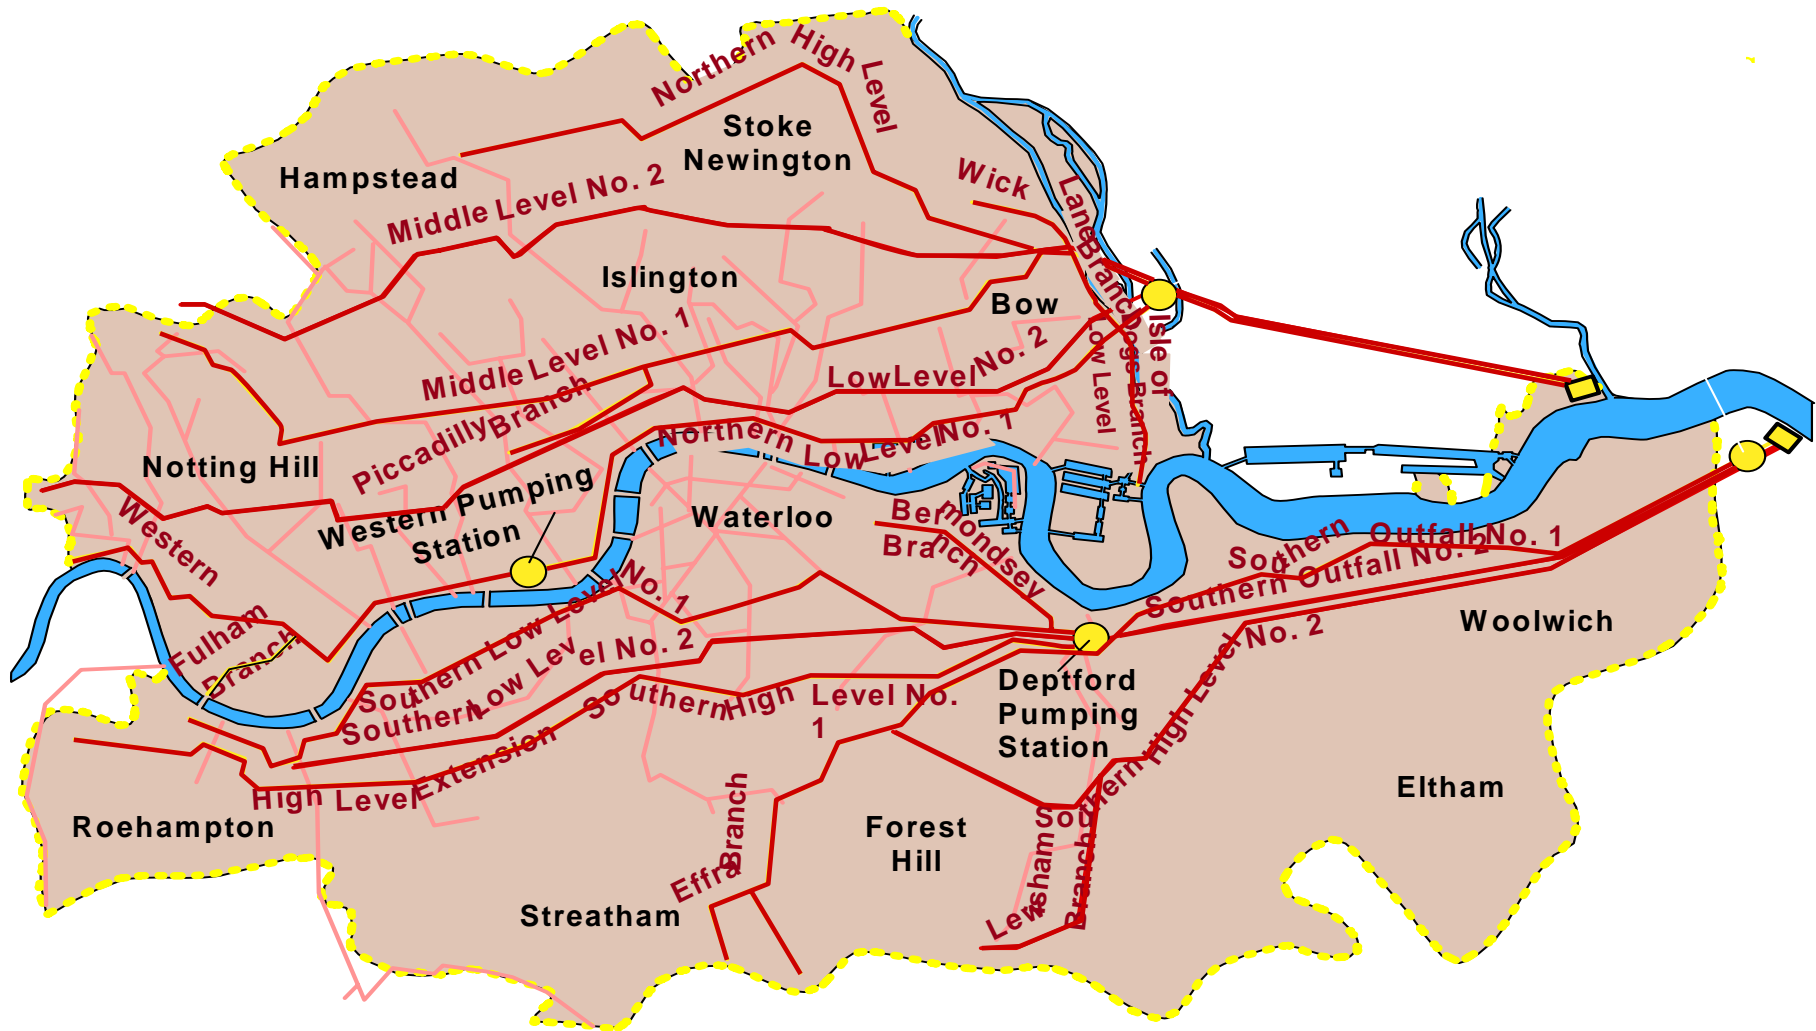 Northern High Level
Stoke
Newington
Hampstead
Middle Level No. 2
Wick Lane Branch
Islington
Bow
Middle Level No. 1
Low Level No. 2
Isle of
Dogs Branch
Low Level
Piccadilly Branch
Northern Low Level No. 1
Notting Hill
Western Pumping
Station
Waterloo
Bermondsey
Branch
Western
Southern Outfall No. 1
Southern Outfall No. 2
Fulham
Branch
Southern Low Level No. 1
Southern Low Level No. 2
Woolwich
Southern High Level No.
1
Deptford
Pumping
Station
Southern High Level No. 2
High Level Extension
Eltham
Roehampton
Effra Branch
Forest
Hill
Lewisham
Branch
Streatham